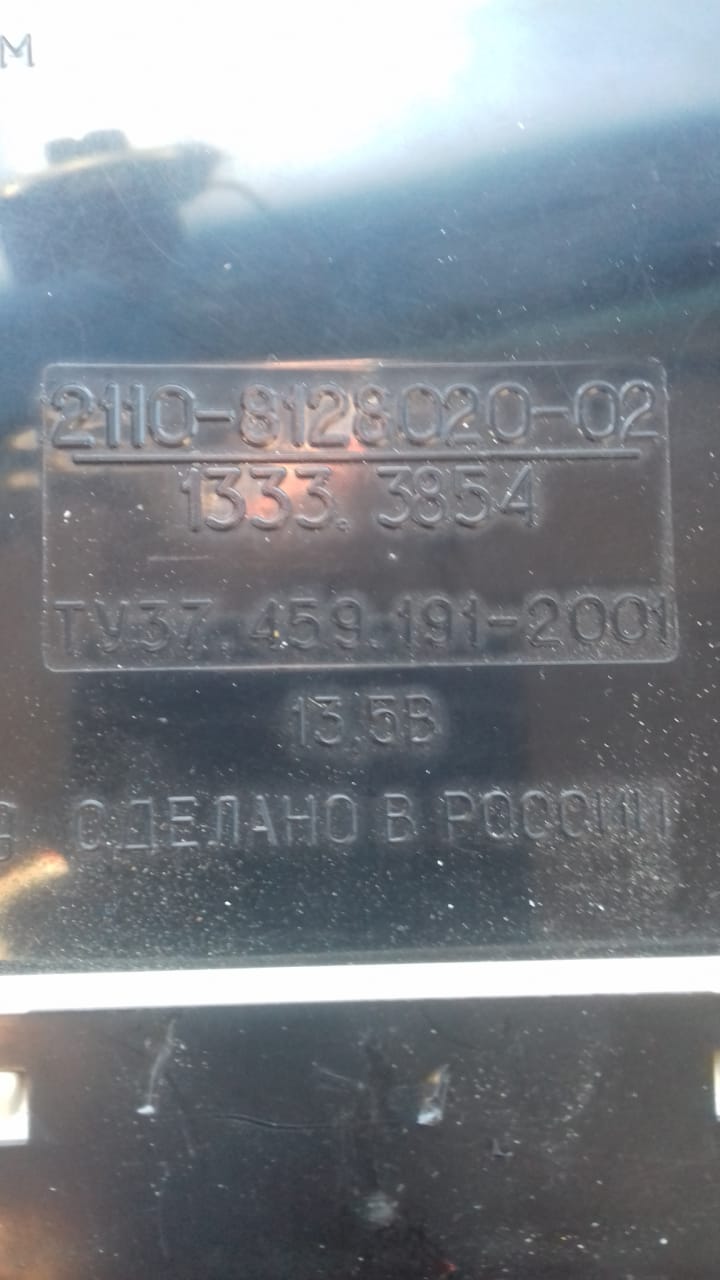 М
2110-8128020-02
1333.3854
ТУ37.459.191-2001
13,5В
СДЕЛАНО В РОССИИ